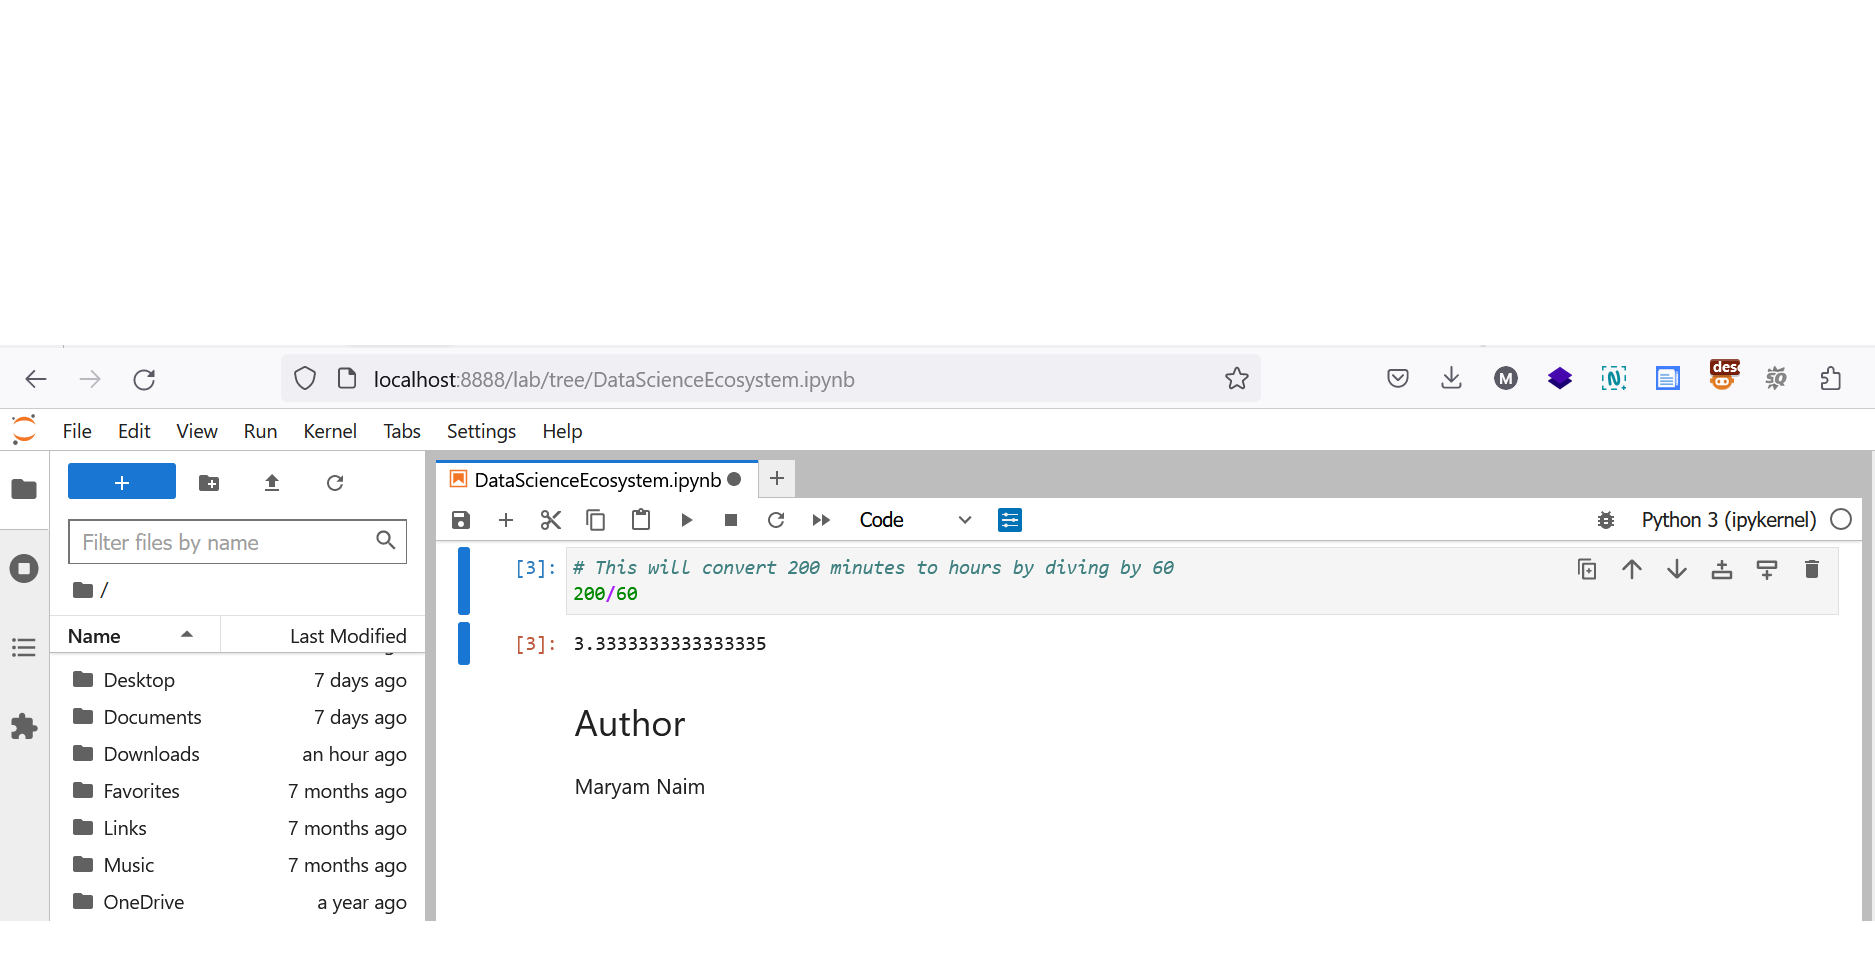 localhost:8888/lab/tree/DataScienceEcosystem.ipynb
M
N
desc
File Edit View Run Kernel Tabs Settings Help
DataScienceEcosystem.ipynb
Code
Python 3 (ipykernel)
Filter files by name
/
Name Last Modified
Desktop 7 days ago
Documents 7 days ago
Downloads an hour ago
Favorites 7 months ago
Links 7 months ago
Music 7 months ago
OneDrive a year ago
[3]: # This will convert 200 minutes to hours by diving by 60
200/60
[3]: 3.3333333333333335
Author
Maryam Naim